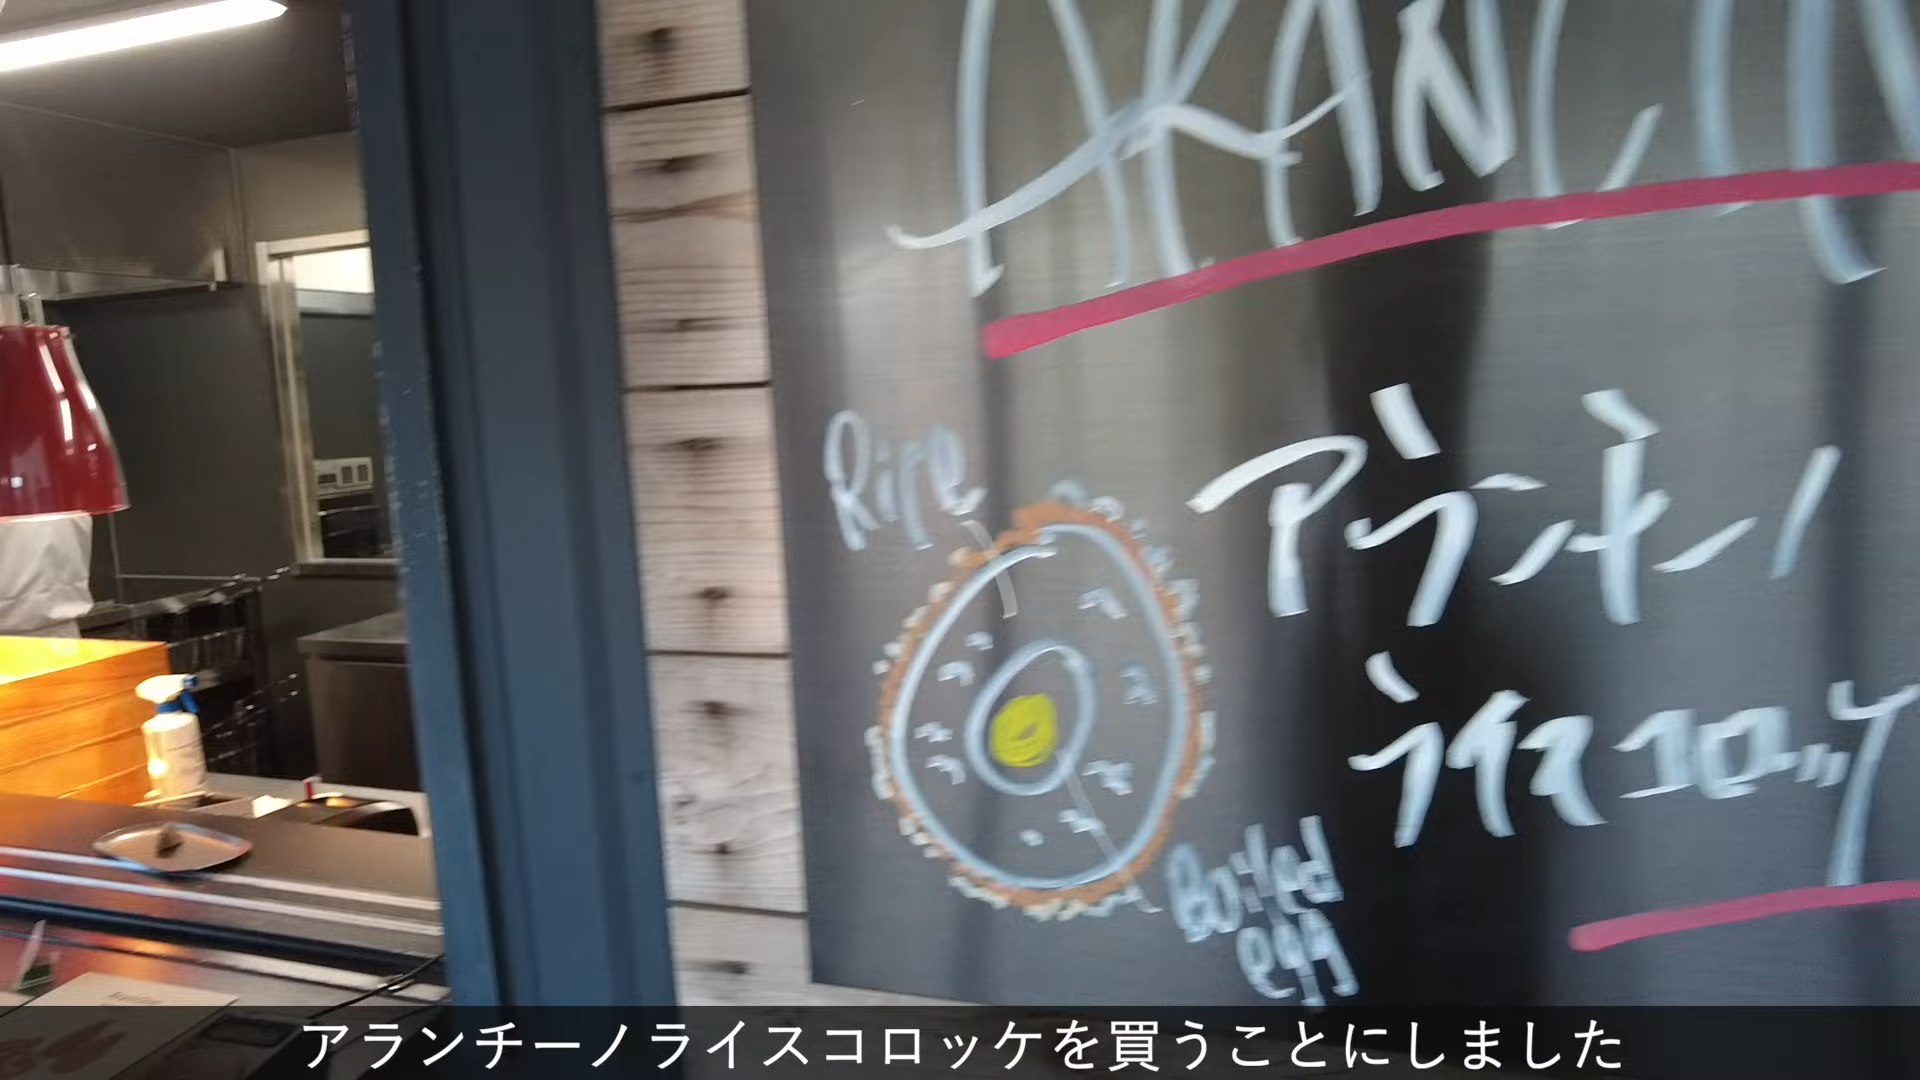 ARANCIN
Rice
アランチーノ
ライスコロッケ
Boiled
egg
アランチーノライスコロッケを買うことにしました